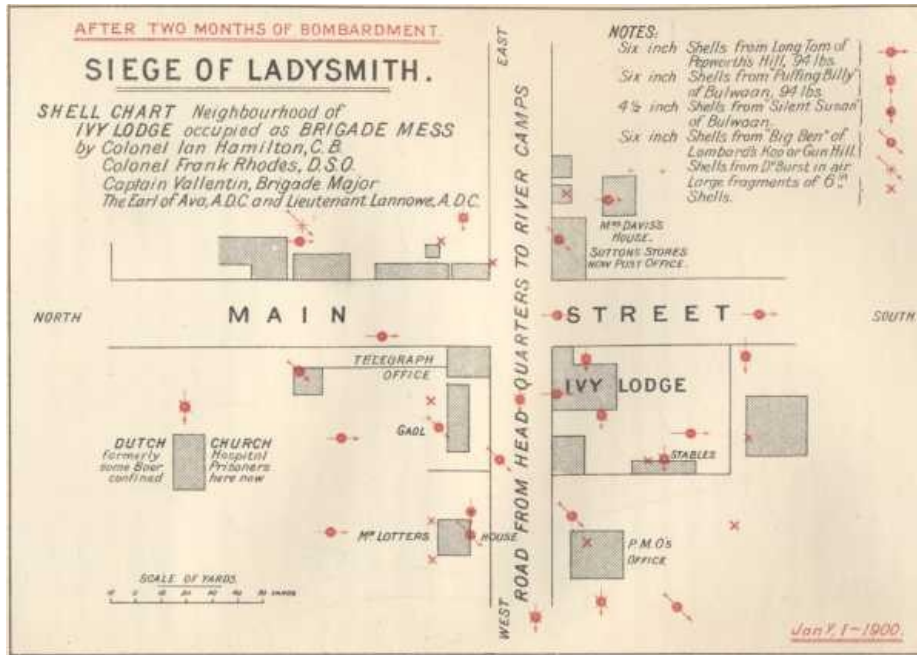 AFTER TWO MONTHS OF BOMBARDMENT.
SIEGE OF LADYSMITH.
SHELL CHART Neighbourhood of
IVY LODGE occupied as BRIGADE MESS
by Colonel Ian Hamilton, C.B.
Colonel Frank Rhodes, D.S.O.
Captain Vallentin, Brigade Major
The Earl of Ava, A.D.C and Lieutenant Lannowe, A.D.C.
NOTES:
Six inch Shells from Long Tom of
Pepworth's Hill, 94 lbs.
Six inch Shells from "Puffing Billy"
of Bulwaan, 94 lbs.
4½ inch Shells from "Silent Susan"
of Bulwaan.
Six inch Shells from "Big Ben" of
Lombard's Kop or Gun Hill.
Shells from Do Burst in air
Large fragments of 6 in
Shells.
EAST
ROAD FROM HEAD QUARTERS TO RIVER CAMPS
WEST
MRS DAVIS'S
HOUSE.
SUTTON'S STORES
NOW POST OFFICE.
NORTH
MAIN STREET
SOUTH
TELEGRAPH
OFFICE
IVY LODGE
GAOL
STABLES
DUTCH CHURCH
formerly Hospital
some Boer Prisoners
confined here now
MR LOTTERS HOUSE
P.M.O's
OFFICE
SCALE OF YARDS.
YARDS
Jany. 1-1900.